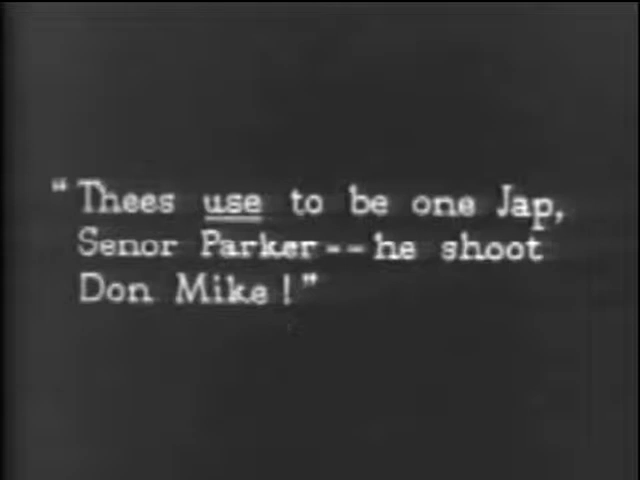 “Thees use to be one Jap,
Senor Parker--he shoot
Don Mike!”